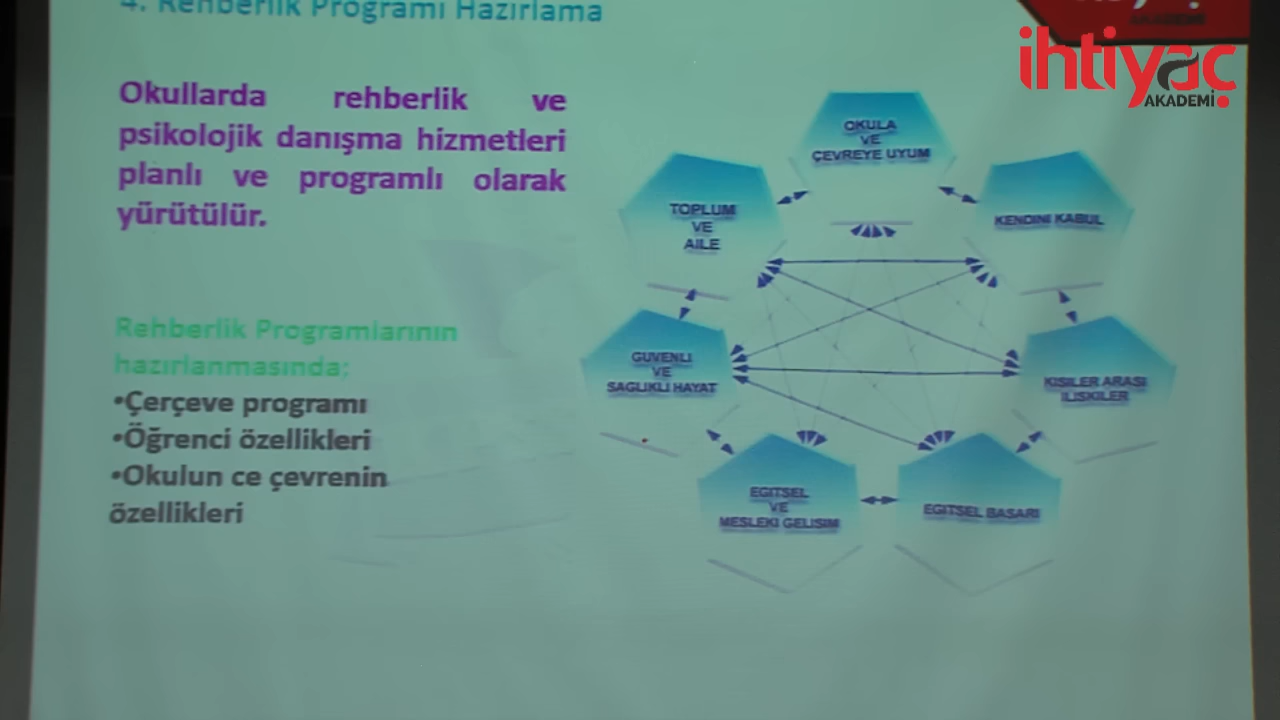 4. Rehberlik Programı Hazırlama
ihtiyaç
AKADEMİ
AKADEMİ
Okullarda rehberlik ve
psikolojik danışma hizmetleri
planlı ve programlı olarak
yürütülür.
Rehberlik Programlarının
hazırlanmasında;
•Çerçeve programı
•Öğrenci özellikleri
•Okulun ce çevrenin
özellikleri
OKULA
VE
ÇEVREYE UYUM
TOPLUM
VE
AILE
KENDINI KABUL
GUVENLI
VE
SAGLIKLI HAYAT
KISILER ARASI
ILISKILER
EGITSEL
VE
MESLEKI GELISIM
EGITSEL BASARI